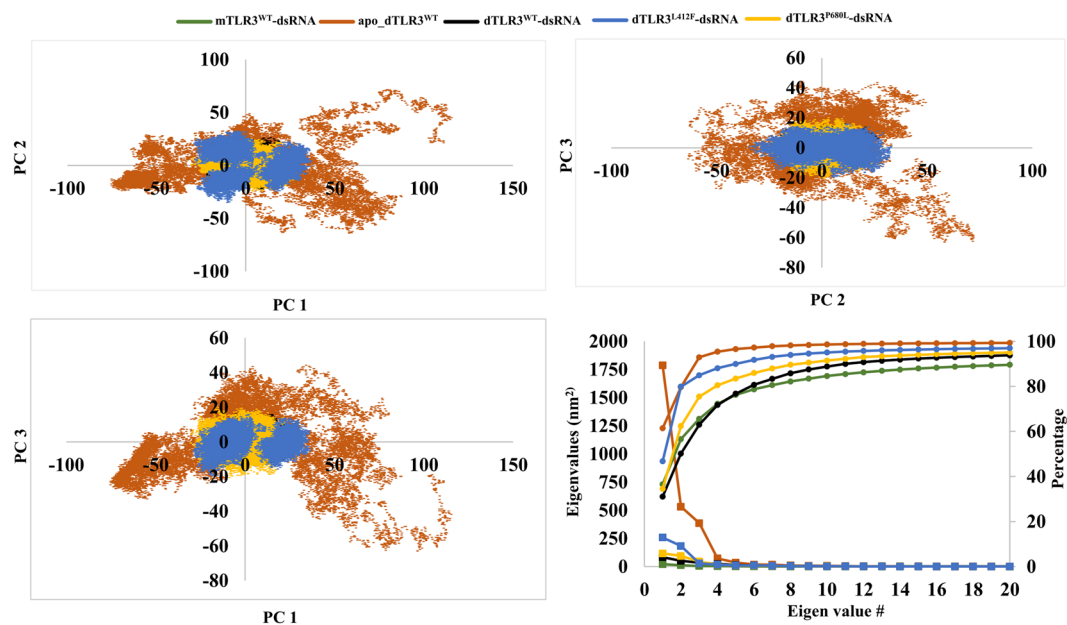 mTLR3WT-dsRNA apo_dTLR3WT dTLR3WT-dsRNA dTLR3L412F-dsRNA dTLR3P680L-dsRNA
PC 2
100
50
0
-50
-100
-100 -50 0 50 100 150
PC 1
PC 3
60
40
20
0
-20
-40
-60
-80
-100 -50 0 50 100
PC 2
PC 3
60
40
20
0
-20
-40
-60
-80
-100 -50 0 50 100 150
PC 1
Eigenvalues (nm2)
2000
1750
1500
1250
1000
750
500
250
0
100
80
60
40
20
0
Percentage
0 2 4 6 8 10 12 14 16 18 20
Eigen value #